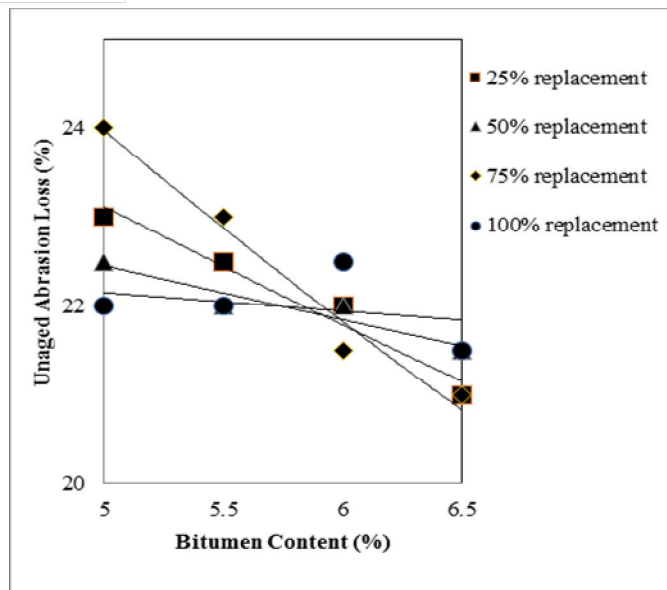 24
22
20
5
5.5
6
6.5
Unaged Abrasion Loss (%)
Bitumen Content (%)
25% replacement
50% replacement
75% replacement
100% replacement